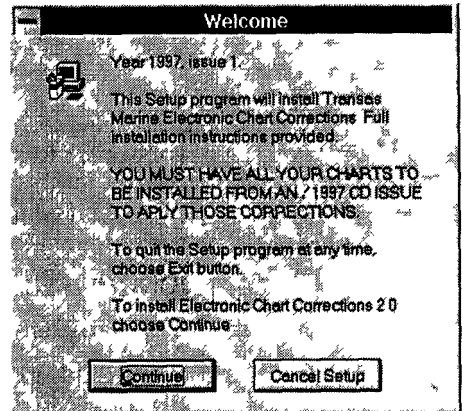 Welcome
Year 1997, issue 1.
This Setup program will install Transas
Marine Electronic Chart Corrections Full
installation instructions provided.
YOU MUST HAVE ALL YOUR CHARTS TO
BE INSTALLED FROM AN / 1997 CD ISSUE
TO APLY THOSE CORRECTIONS.
To quit the Setup program at any time,
choose Exit button.
To install Electronic Chart Corrections 2 0
choose Continue
Continue
Cancel Setup